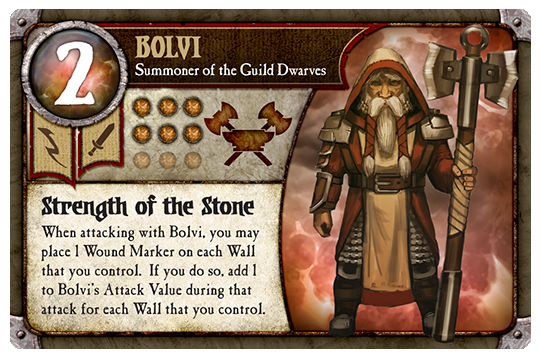 2
BOLVI
Summoner of the Guild Dwarves
Strength of the Stone
When attacking with Bolvi, you may
place 1 Wound Marker on each Wall
that you control. If you do so, add 1
to Bolvi's Attack Value during that
attack for each Wall that you control.